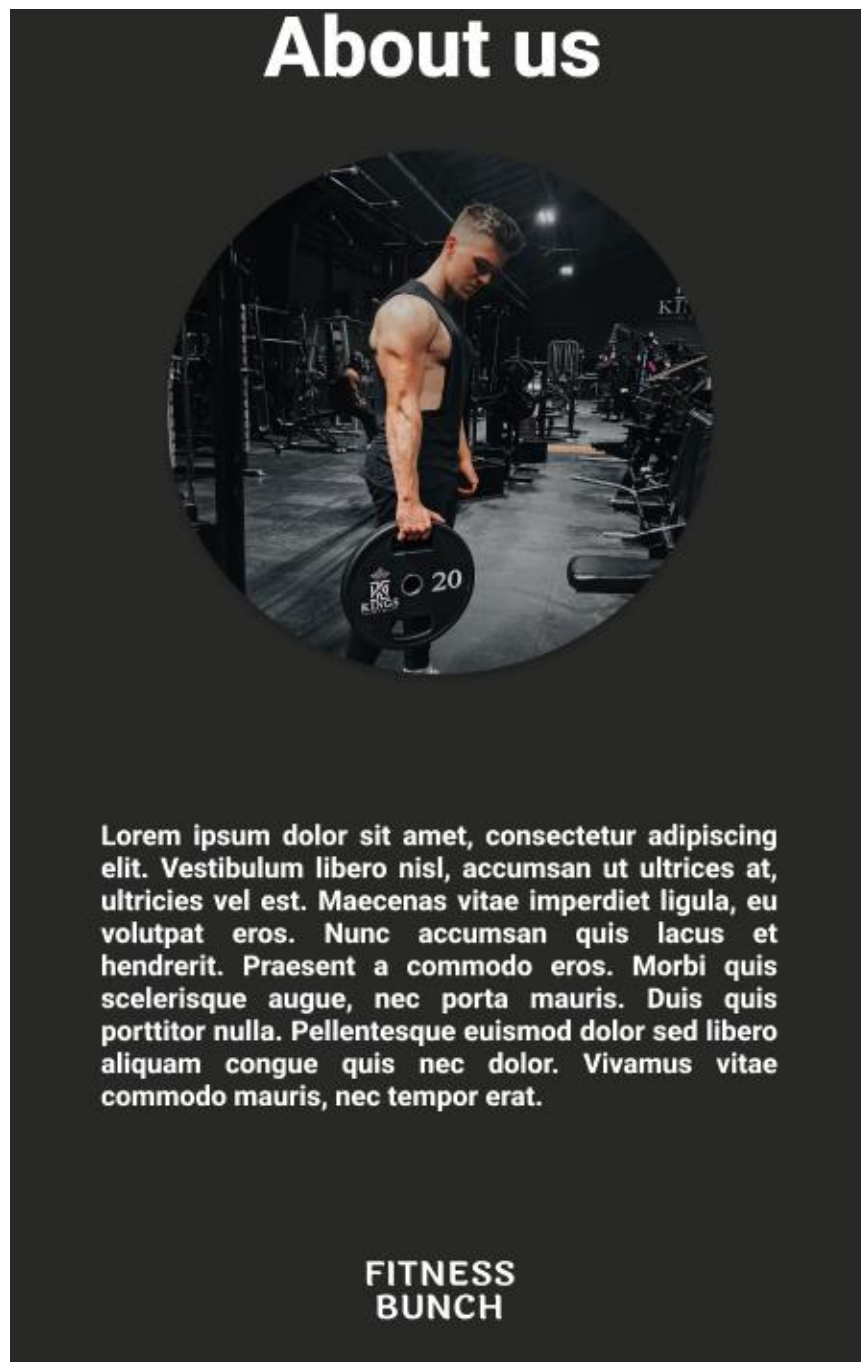 About us
KINGS
20
Lorem ipsum dolor sit amet, consectetur adipiscing
elit. Vestibulum libero nisl, accumsan ut ultrices at,
ultricies vel est. Maecenas vitae imperdiet ligula, eu
volutpat eros. Nunc accumsan quis lacus et
hendrerit. Praesent a commodo eros. Morbi quis
scelerisque augue, nec porta mauris. Duis quis
porttitor nulla. Pellentesque euismod dolor sed libero
aliquam congue quis nec dolor. Vivamus vitae
commodo mauris, nec tempor erat.
FITNESS
BUNCH